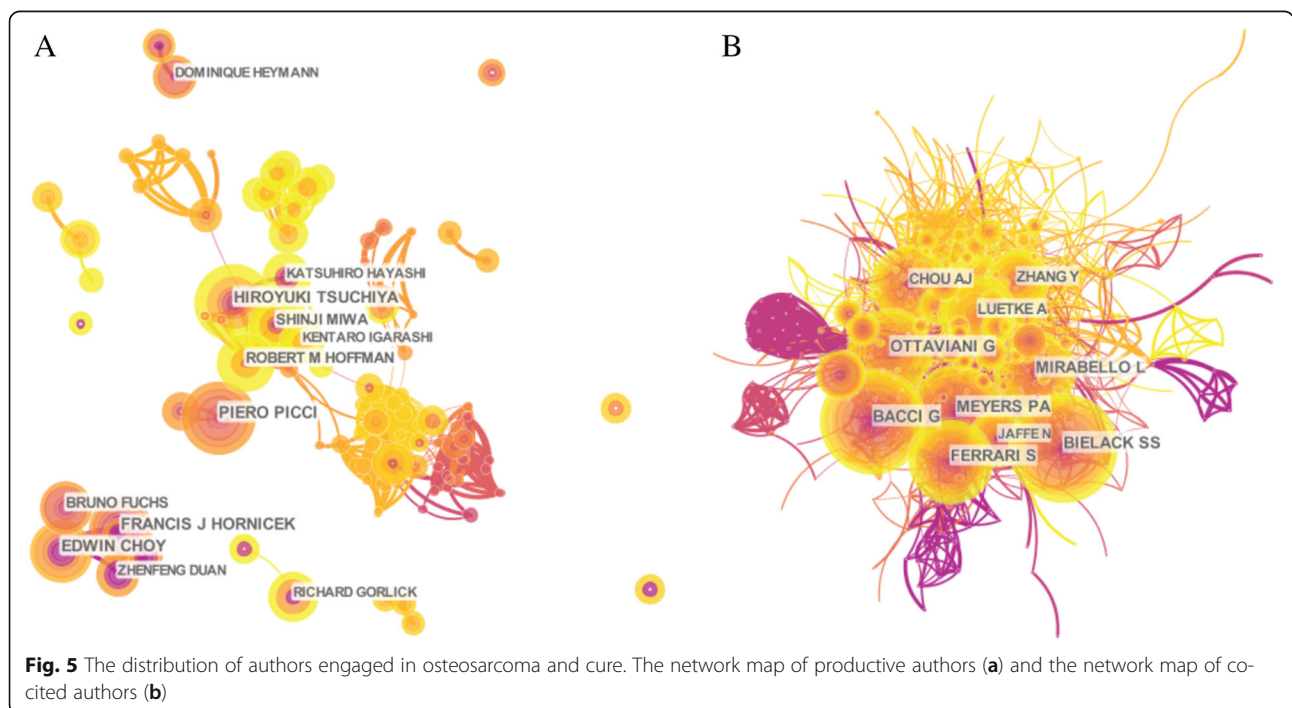 A
B
DOMINIQUE HEYMANN
KATSUHIRO HAYASHI
HIROYUKI TSUCHIYA
SHINJI MIWA
KENTARO IGARASHI
ROBERT M HOFFMAN
PIERO PICCI
BRUNO FUCHS
FRANCIS J HORNICEK
EDWIN CHOY
ZHENFENG DUAN
RICHARD GORLICK
CHOU AJ
ZHANG Y
LUETKE A
OTTAVIANI G
MIRABELLO L
MEYERS PA
BACCI G
JAFFE N
BIELACK SS
FERRARI S
Fig. 5 The distribution of authors engaged in osteosarcoma and cure. The network map of productive authors (a) and the network map of co-
cited authors (b)